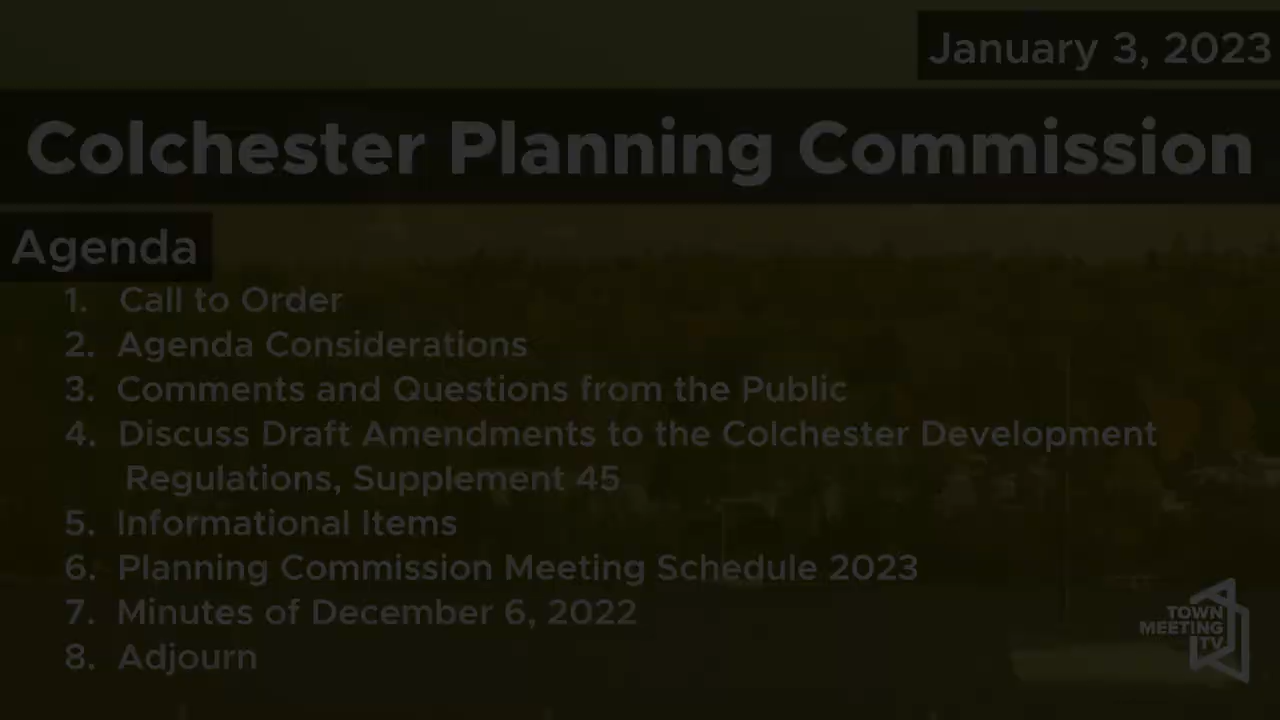 January 3, 2023
Colchester Planning Commission
Agenda
1. Call to Order
2. Agenda Considerations
3. Comments and Questions from the Public
4. Discuss Draft Amendments to the Colchester Development
Regulations, Supplement 45
5. Informational Items
6. Planning Commission Meeting Schedule 2023
7. Minutes of December 6, 2022
8. Adjourn
TOWN
MEETING
TV